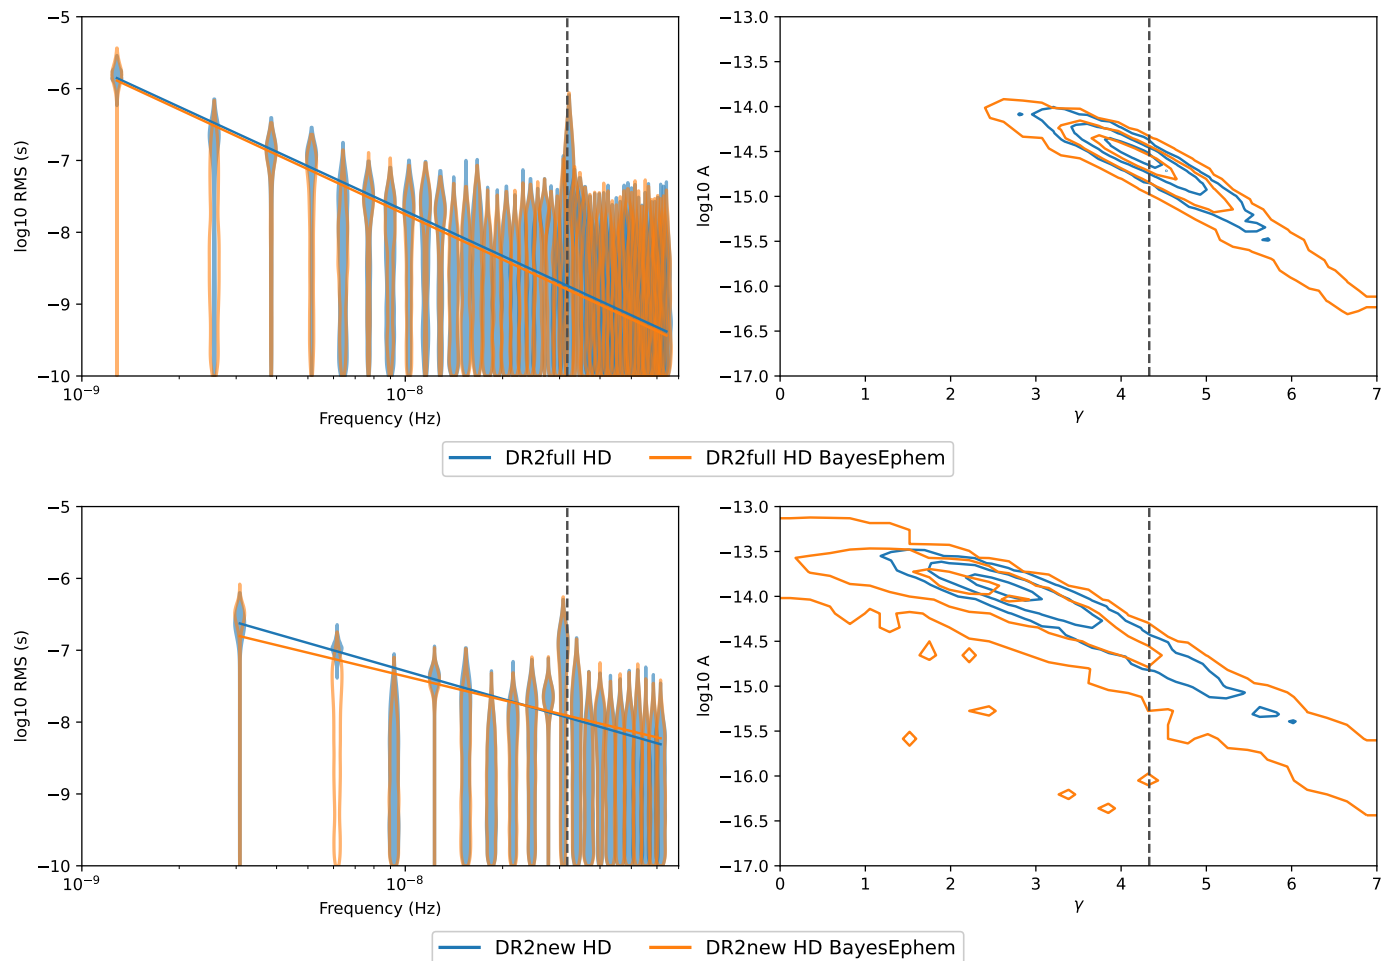 −5
−6
−7
−8
−9
−10
log10 RMS (s)
10⁻⁹
10⁻⁸
Frequency (Hz)
−13.0
−13.5
−14.0
−14.5
−15.0
−15.5
−16.0
−16.5
−17.0
log10 A
0 1 2 3 4 5 6 7
γ
DR2full HD DR2full HD BayesEphem
−5
−6
−7
−8
−9
−10
log10 RMS (s)
10⁻⁹
10⁻⁸
Frequency (Hz)
−13.0
−13.5
−14.0
−14.5
−15.0
−15.5
−16.0
−16.5
−17.0
log10 A
0 1 2 3 4 5 6 7
γ
DR2new HD DR2new HD BayesEphem